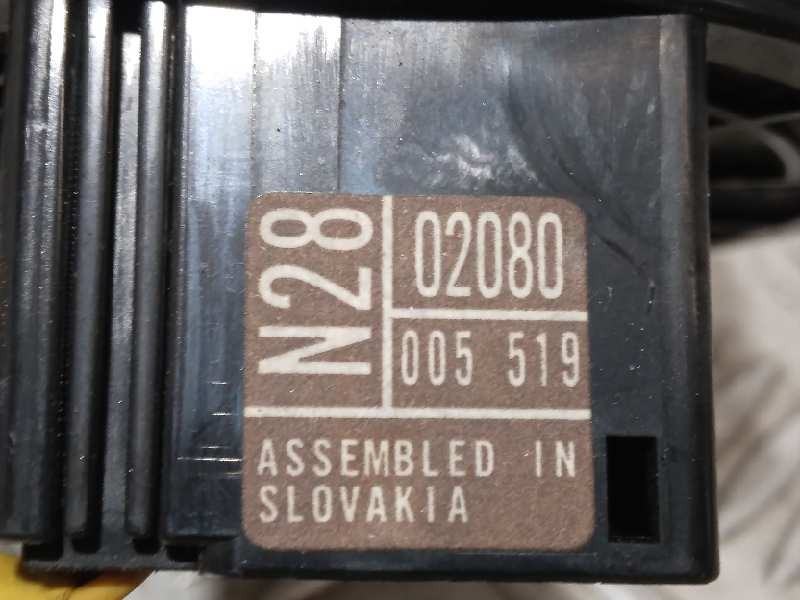 N28
02080
005 519
ASSEMBLED IN
SLOVAKIA